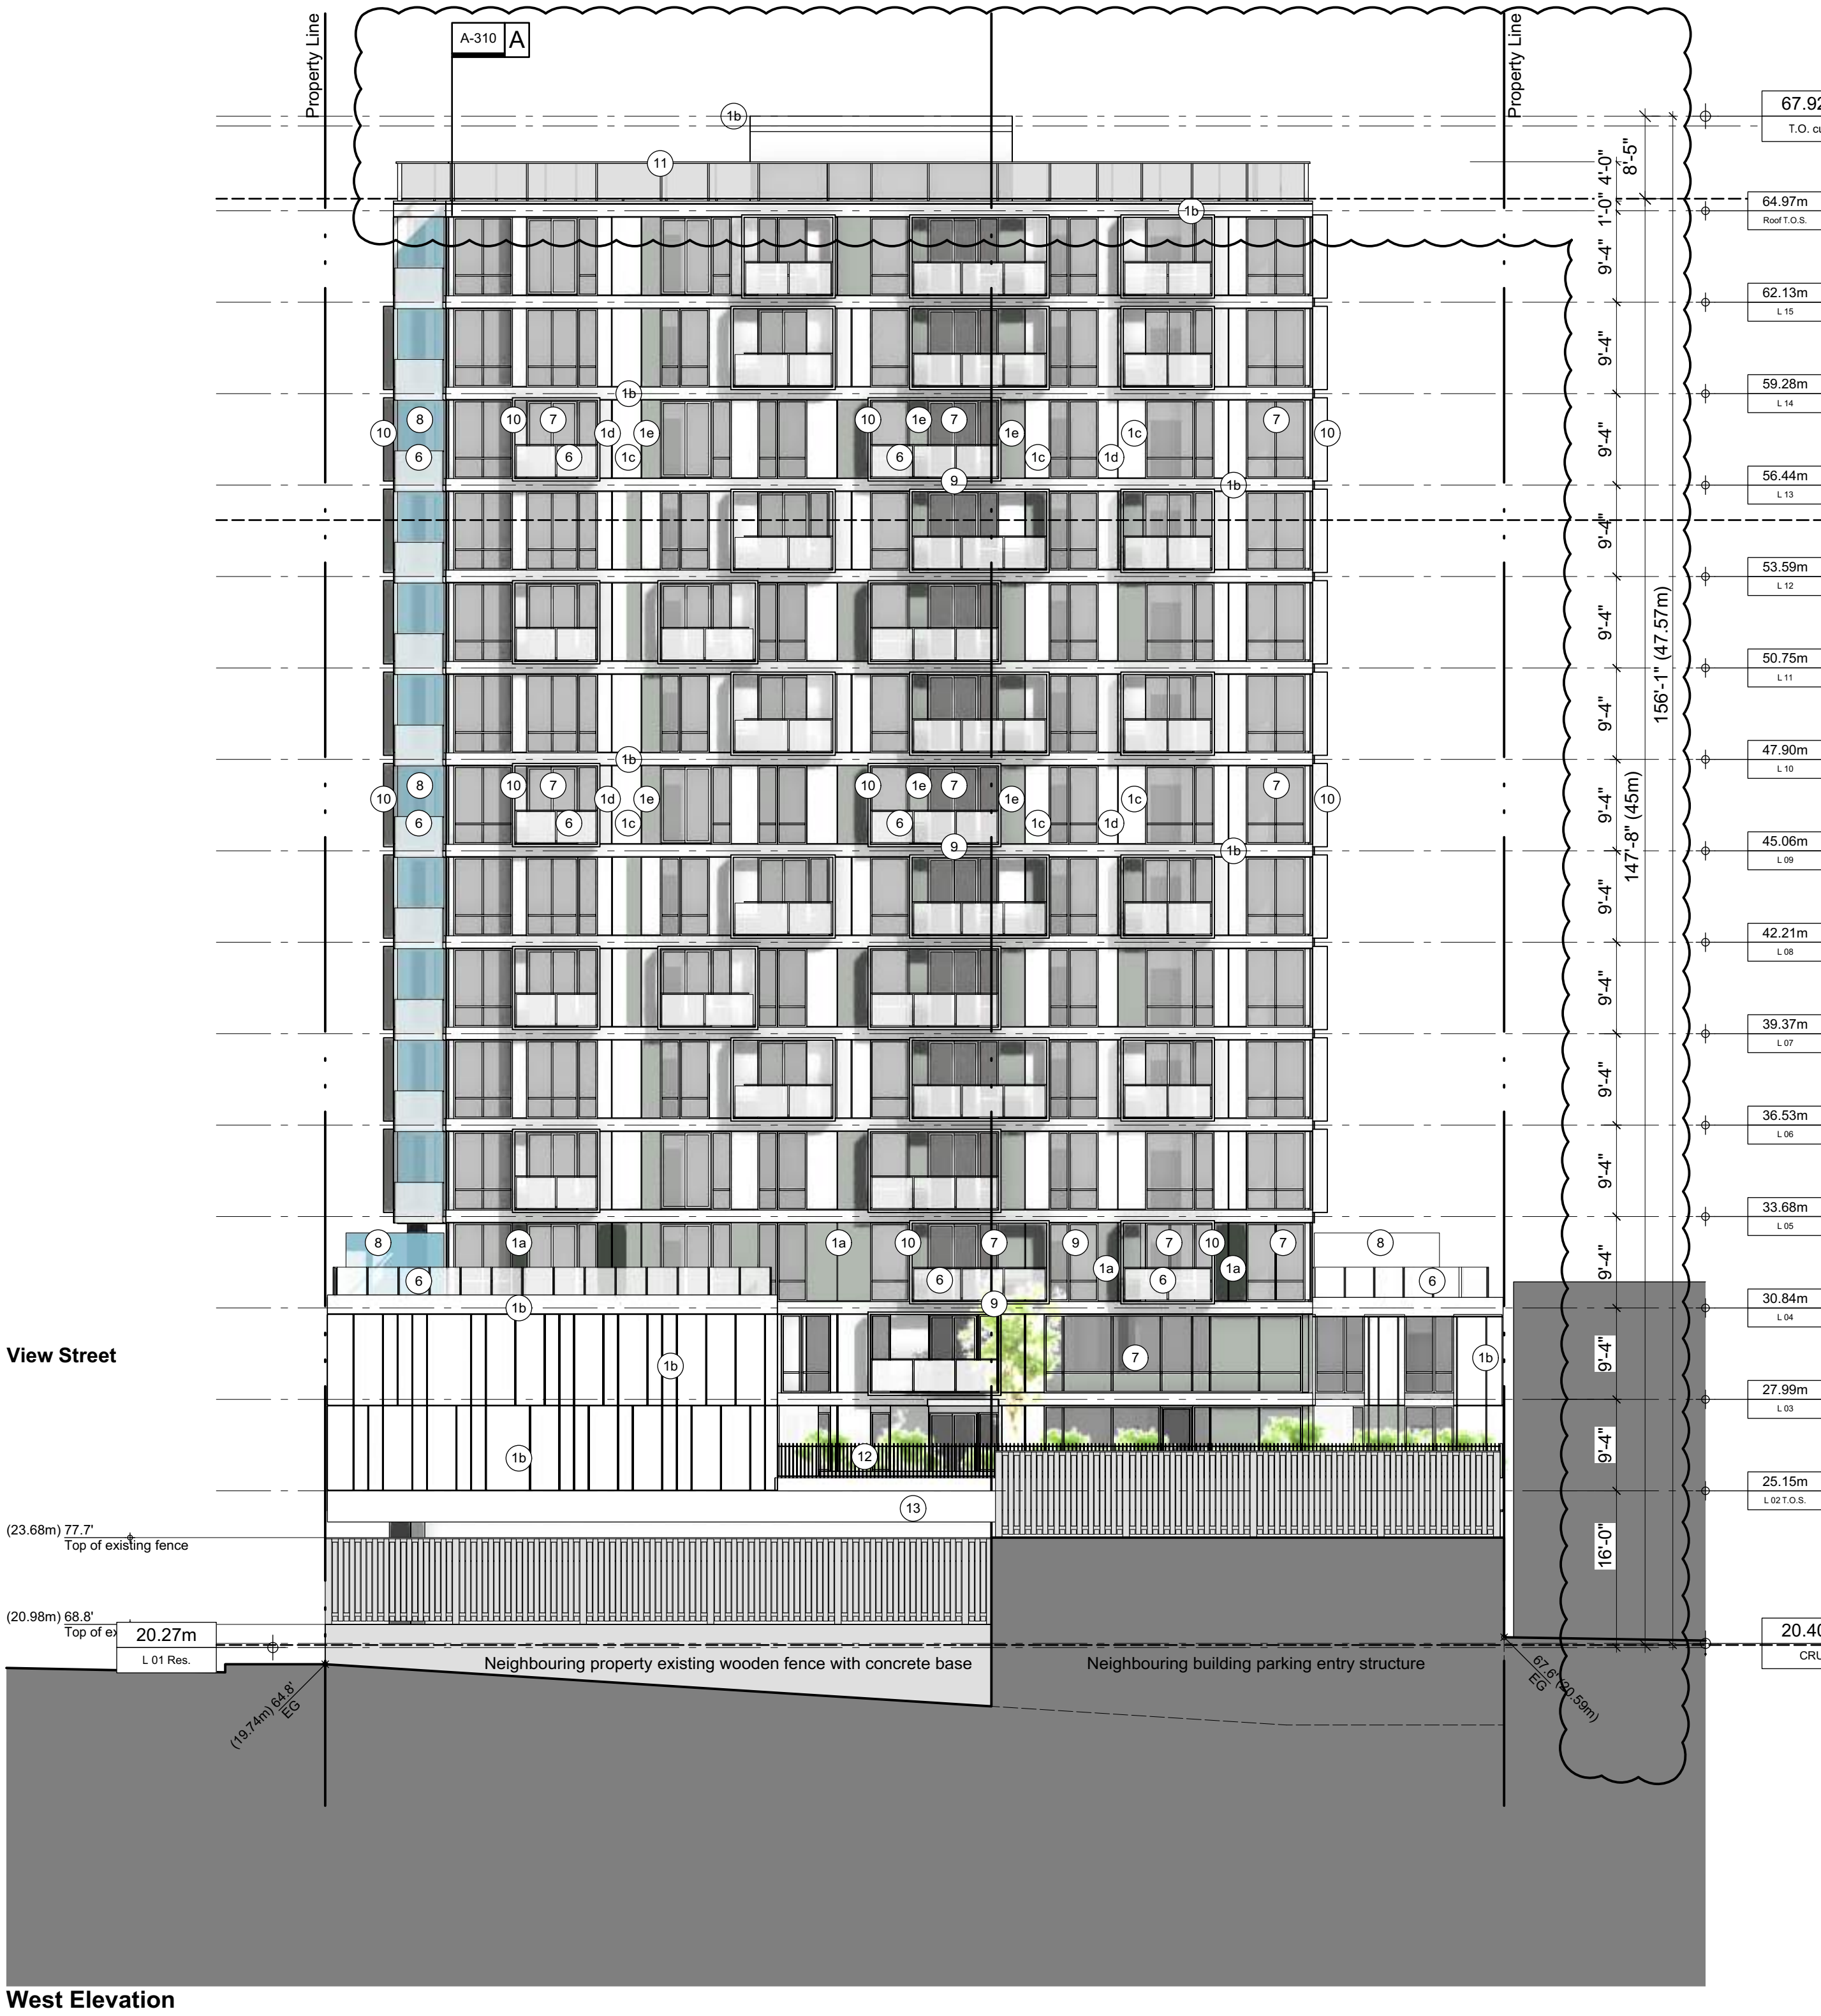 Property Line
Property Line
A-310 A
67.92
T.O. cu
1b
11
8'-5"
4'-0"
1'-0"
64.97m
Roof T.O.S.
1b
9'-4"
62.13m
L 15
9'-4"
59.28m
L 14
1b
10 8 10 7 1d 1e 10 1e 7 1e 1c 7 10
6 6 1c 6 1c 1d
9'-4"
56.44m
L 13
9 1b
9'-4"
53.59m
L 12
9'-4"
156'-1" (47.57m)
50.75m
L 11
9'-4"
47.90m
L 10
1b
10 8 10 7 1d 1e 10 1e 7 1e 1c 7 10
6 6 1c 6 1c 1d
9'-4"
147'-8" (45m)
45.06m
L 09
9 1b
9'-4"
42.21m
L 08
9'-4"
39.37m
L 07
9'-4"
36.53m
L 06
9'-4"
33.68m
L 05
8 1a 1a 10 7 9 7 10 7 8
1a 1a
6 6 6 6
9'-4"
1b 9
30.84m
L 04
View Street
1b 7 1b
9'-4"
27.99m
L 03
1b 12
9'-4"
25.15m
L 02 T.O.S.
13
(23.68m) 77.7'
Top of existing fence
16'-0"
(20.98m) 68.8'
Top of ex
20.27m
L 01 Res.
20.40
CRU
Neighbouring property existing wooden fence with concrete base
Neighbouring building parking entry structure
(19.74m) 64.8'
EG
67.6' (20.59m)
EG
West Elevation